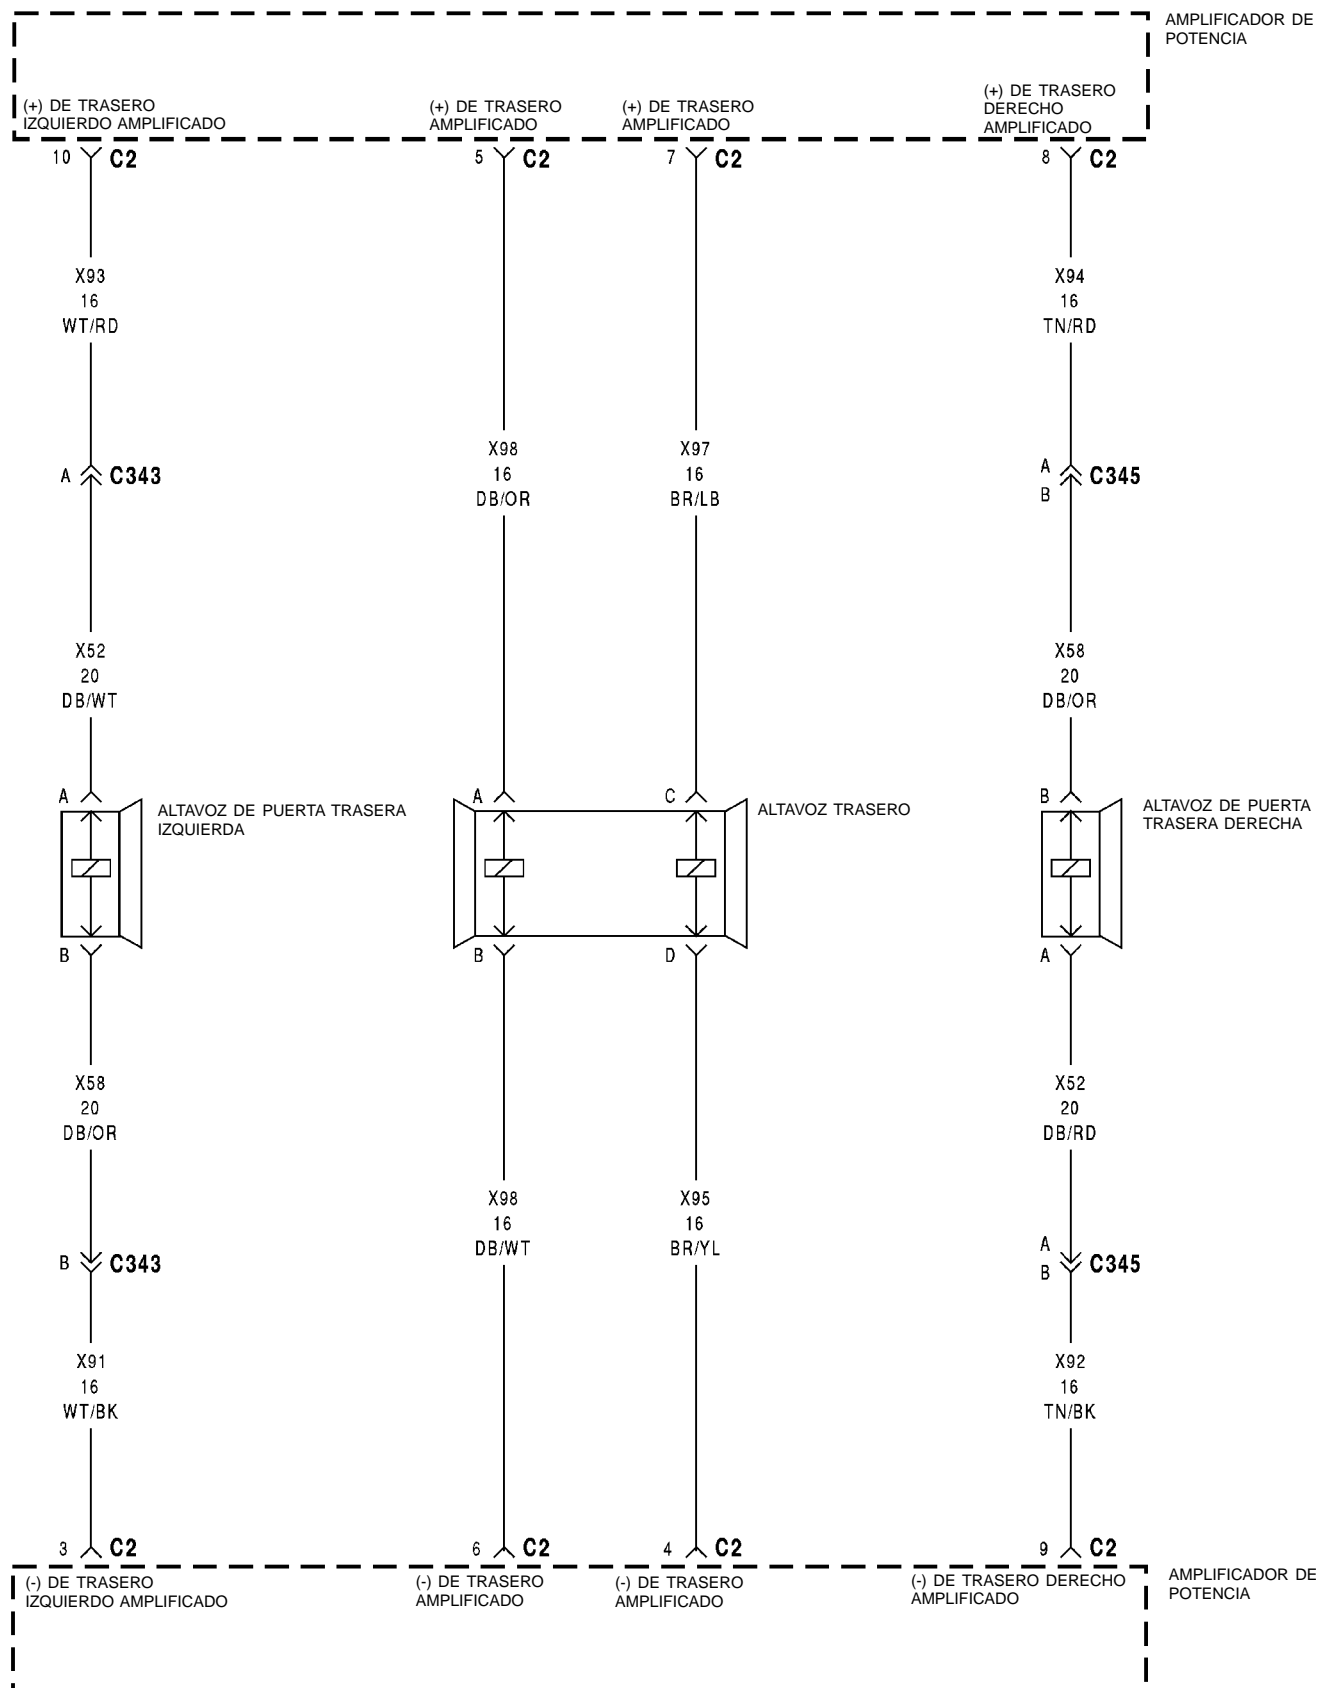 AMPLIFICADOR DE
POTENCIA
(+) DE TRASERO
IZQUIERDO AMPLIFICADO
(+) DE TRASERO
AMPLIFICADO
(+) DE TRASERO
AMPLIFICADO
(+) DE TRASERO
DERECHO
AMPLIFICADO
10 C2
5 C2
7 C2
8 C2
X93
16
WT/RD
X94
16
TN/RD
X98
16
DB/OR
X97
16
BR/LB
A C343
A
B
C345
X52
20
DB/WT
X58
20
DB/OR
A
ALTAVOZ DE PUERTA TRASERA
IZQUIERDA
A
C
ALTAVOZ TRASERO
B
ALTAVOZ DE PUERTA
TRASERA DERECHA
B
B
D
A
X58
20
DB/OR
X52
20
DB/RD
X98
16
DB/WT
X95
16
BR/YL
B C343
A
B
C345
X91
16
WT/BK
X92
16
TN/BK
3 C2
6 C2
4 C2
9 C2
(-) DE TRASERO
IZQUIERDO AMPLIFICADO
(-) DE TRASERO
AMPLIFICADO
(-) DE TRASERO
AMPLIFICADO
(-) DE TRASERO DERECHO
AMPLIFICADO
AMPLIFICADOR DE
POTENCIA